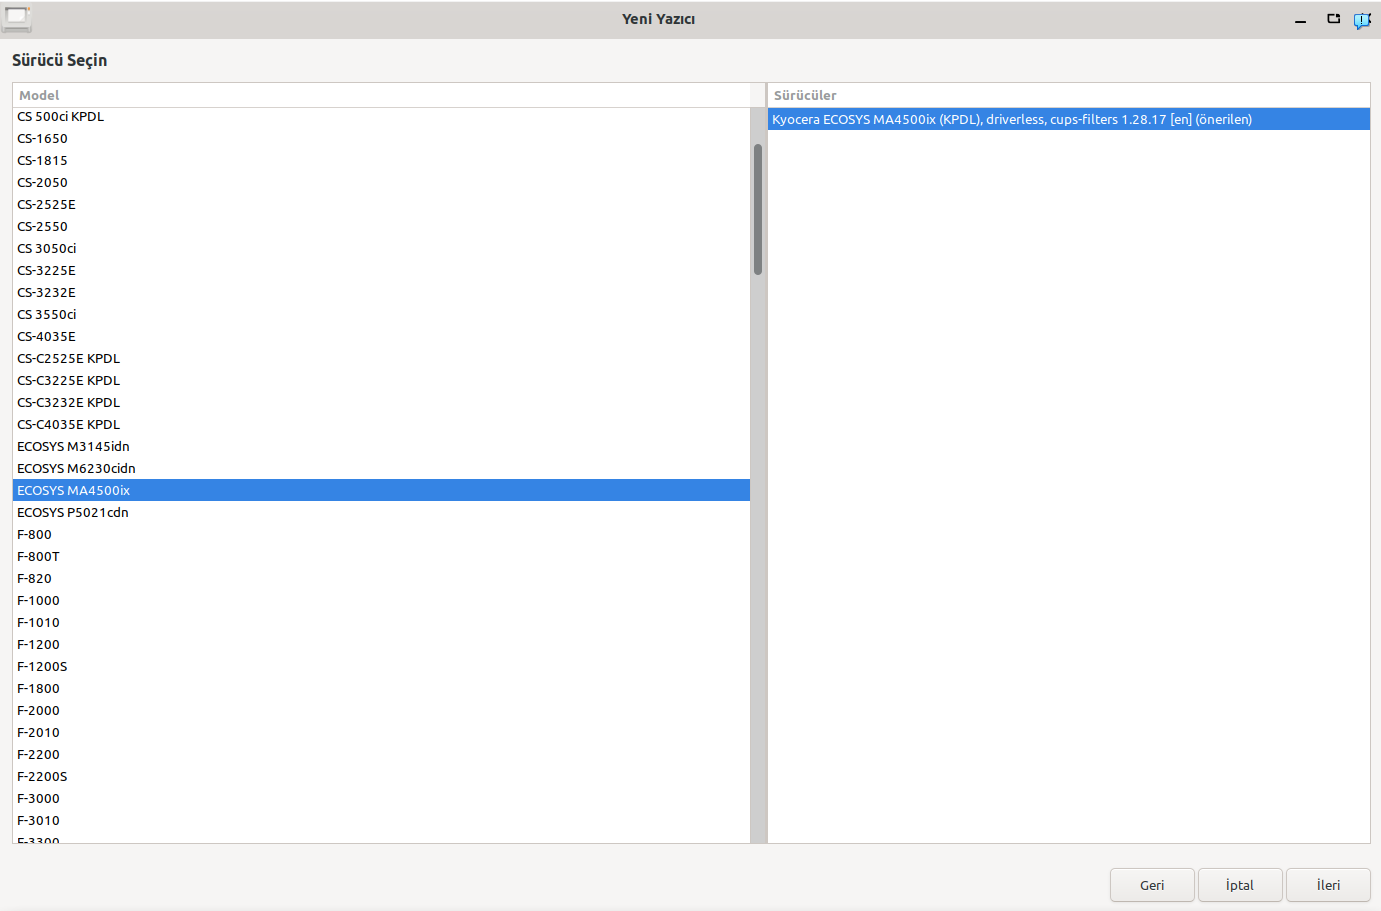 Yeni Yazıcı
Sürücü Seçin
Model
CS 500ci KPDL
CS-1650
CS-1815
CS-2050
CS-2525E
CS-2550
CS 3050ci
CS-3225E
CS-3232E
CS 3550ci
CS-4035E
CS-C2525E KPDL
CS-C3225E KPDL
CS-C3232E KPDL
CS-C4035E KPDL
ECOSYS M3145idn
ECOSYS M6230cidn
ECOSYS MA4500ix
ECOSYS P5021cdn
F-800
F-800T
F-820
F-1000
F-1010
F-1200
F-1200S
F-1800
F-2000
F-2010
F-2200
F-2200S
F-3000
F-3010
F-3300
Sürücüler
Kyocera ECOSYS MA4500ix (KPDL), driverless, cups-filters 1.28.17 [en] (önerilen)
Geri
İptal
İleri